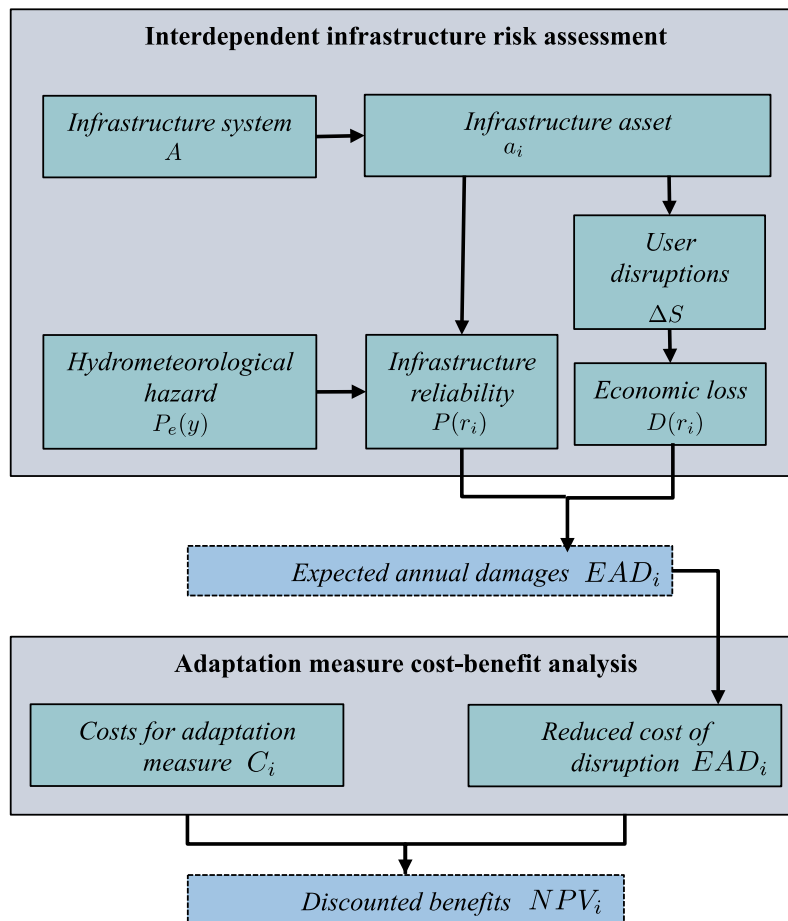 Interdependent infrastructure risk assessment
Infrastructure system
A
Infrastructure asset
a_i
User
disruptions
ΔS
Hydrometeorological
hazard
P_e(y)
Infrastructure
reliability
P(r_i)
Economic loss
D(r_i)
Expected annual damages EAD_i
Adaptation measure cost-benefit analysis
Costs for adaptation
measure C_i
Reduced cost of
disruption EAD_i
Discounted benefits NPV_i